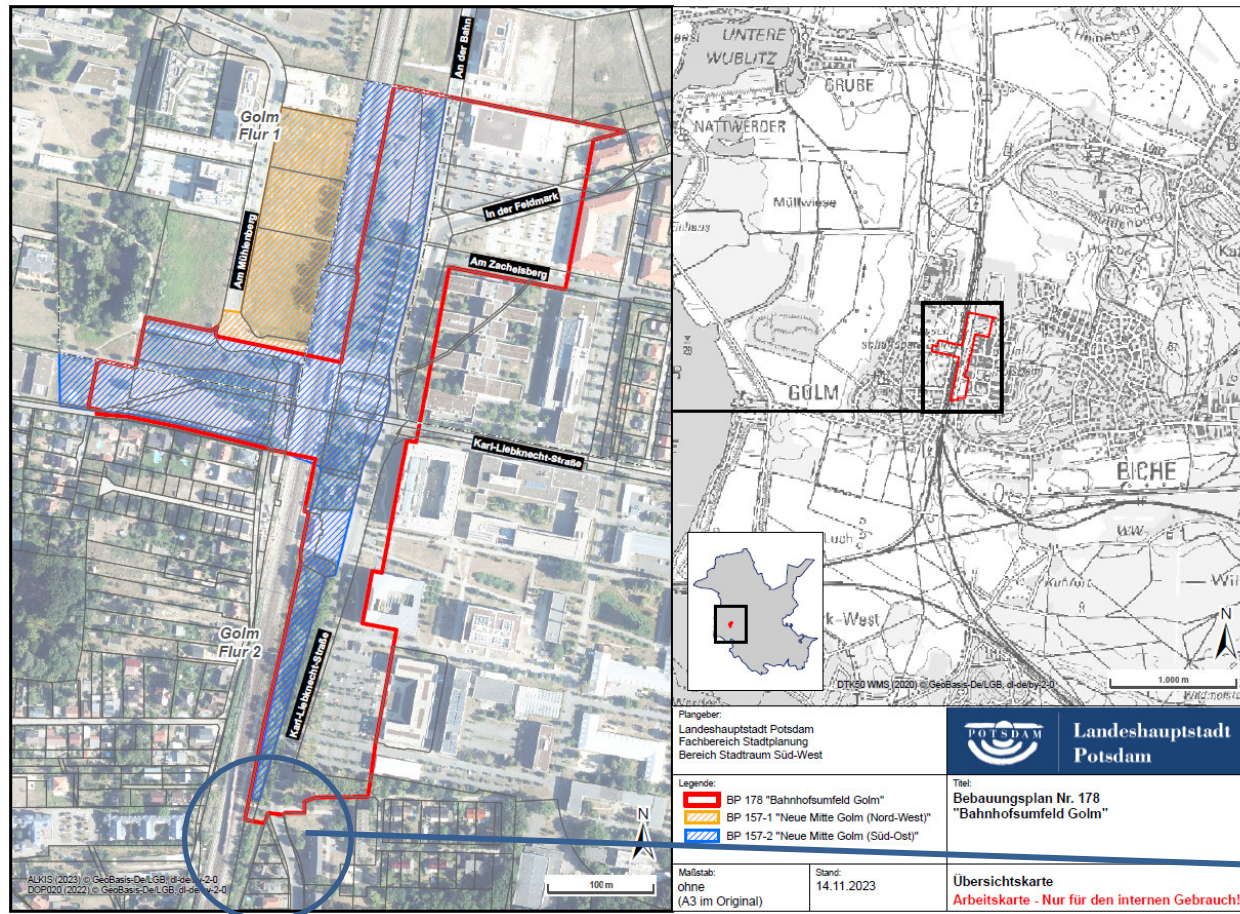 An der Bahn
Golm
Flur 1
In der Feldmark
Am Mühlenberg
Am Zachelsberg
Karl-Liebknecht-Straße
Golm
Flur 2
Karl-Liebknecht-Straße
N
100 m
ALKIS (2023) © GeoBasis-De/LGB, dl-de/by-2-0
DOP020 (2022) © GeoBasis-De/LGB, dl-de/by-2-0
UNTERE
WUBLITZ
GRUBE
NATTWERDER
Müllwiese
GOLM
EICHE
WW
Luch
Kuhfort
k-West
N
DTK50 WMS (2020) © GeoBasis-De/LGB, dl-de/by-2-0
1.000 m
Plangeber:
Landeshauptstadt Potsdam
Fachbereich Stadtplanung
Bereich Stadtraum Süd-West
POTSDAM
Landeshauptstadt
Potsdam
Legende:
BP 178 "Bahnhofsumfeld Golm"
BP 157-1 "Neue Mitte Golm (Nord-West)"
BP 157-2 "Neue Mitte Golm (Süd-Ost)"
Titel:
Bebauungsplan Nr. 178
"Bahnhofsumfeld Golm"
Maßstab:
ohne
(A3 im Original)
Stand:
14.11.2023
Übersichtskarte
Arbeitskarte - Nur für den internen Gebrauch!